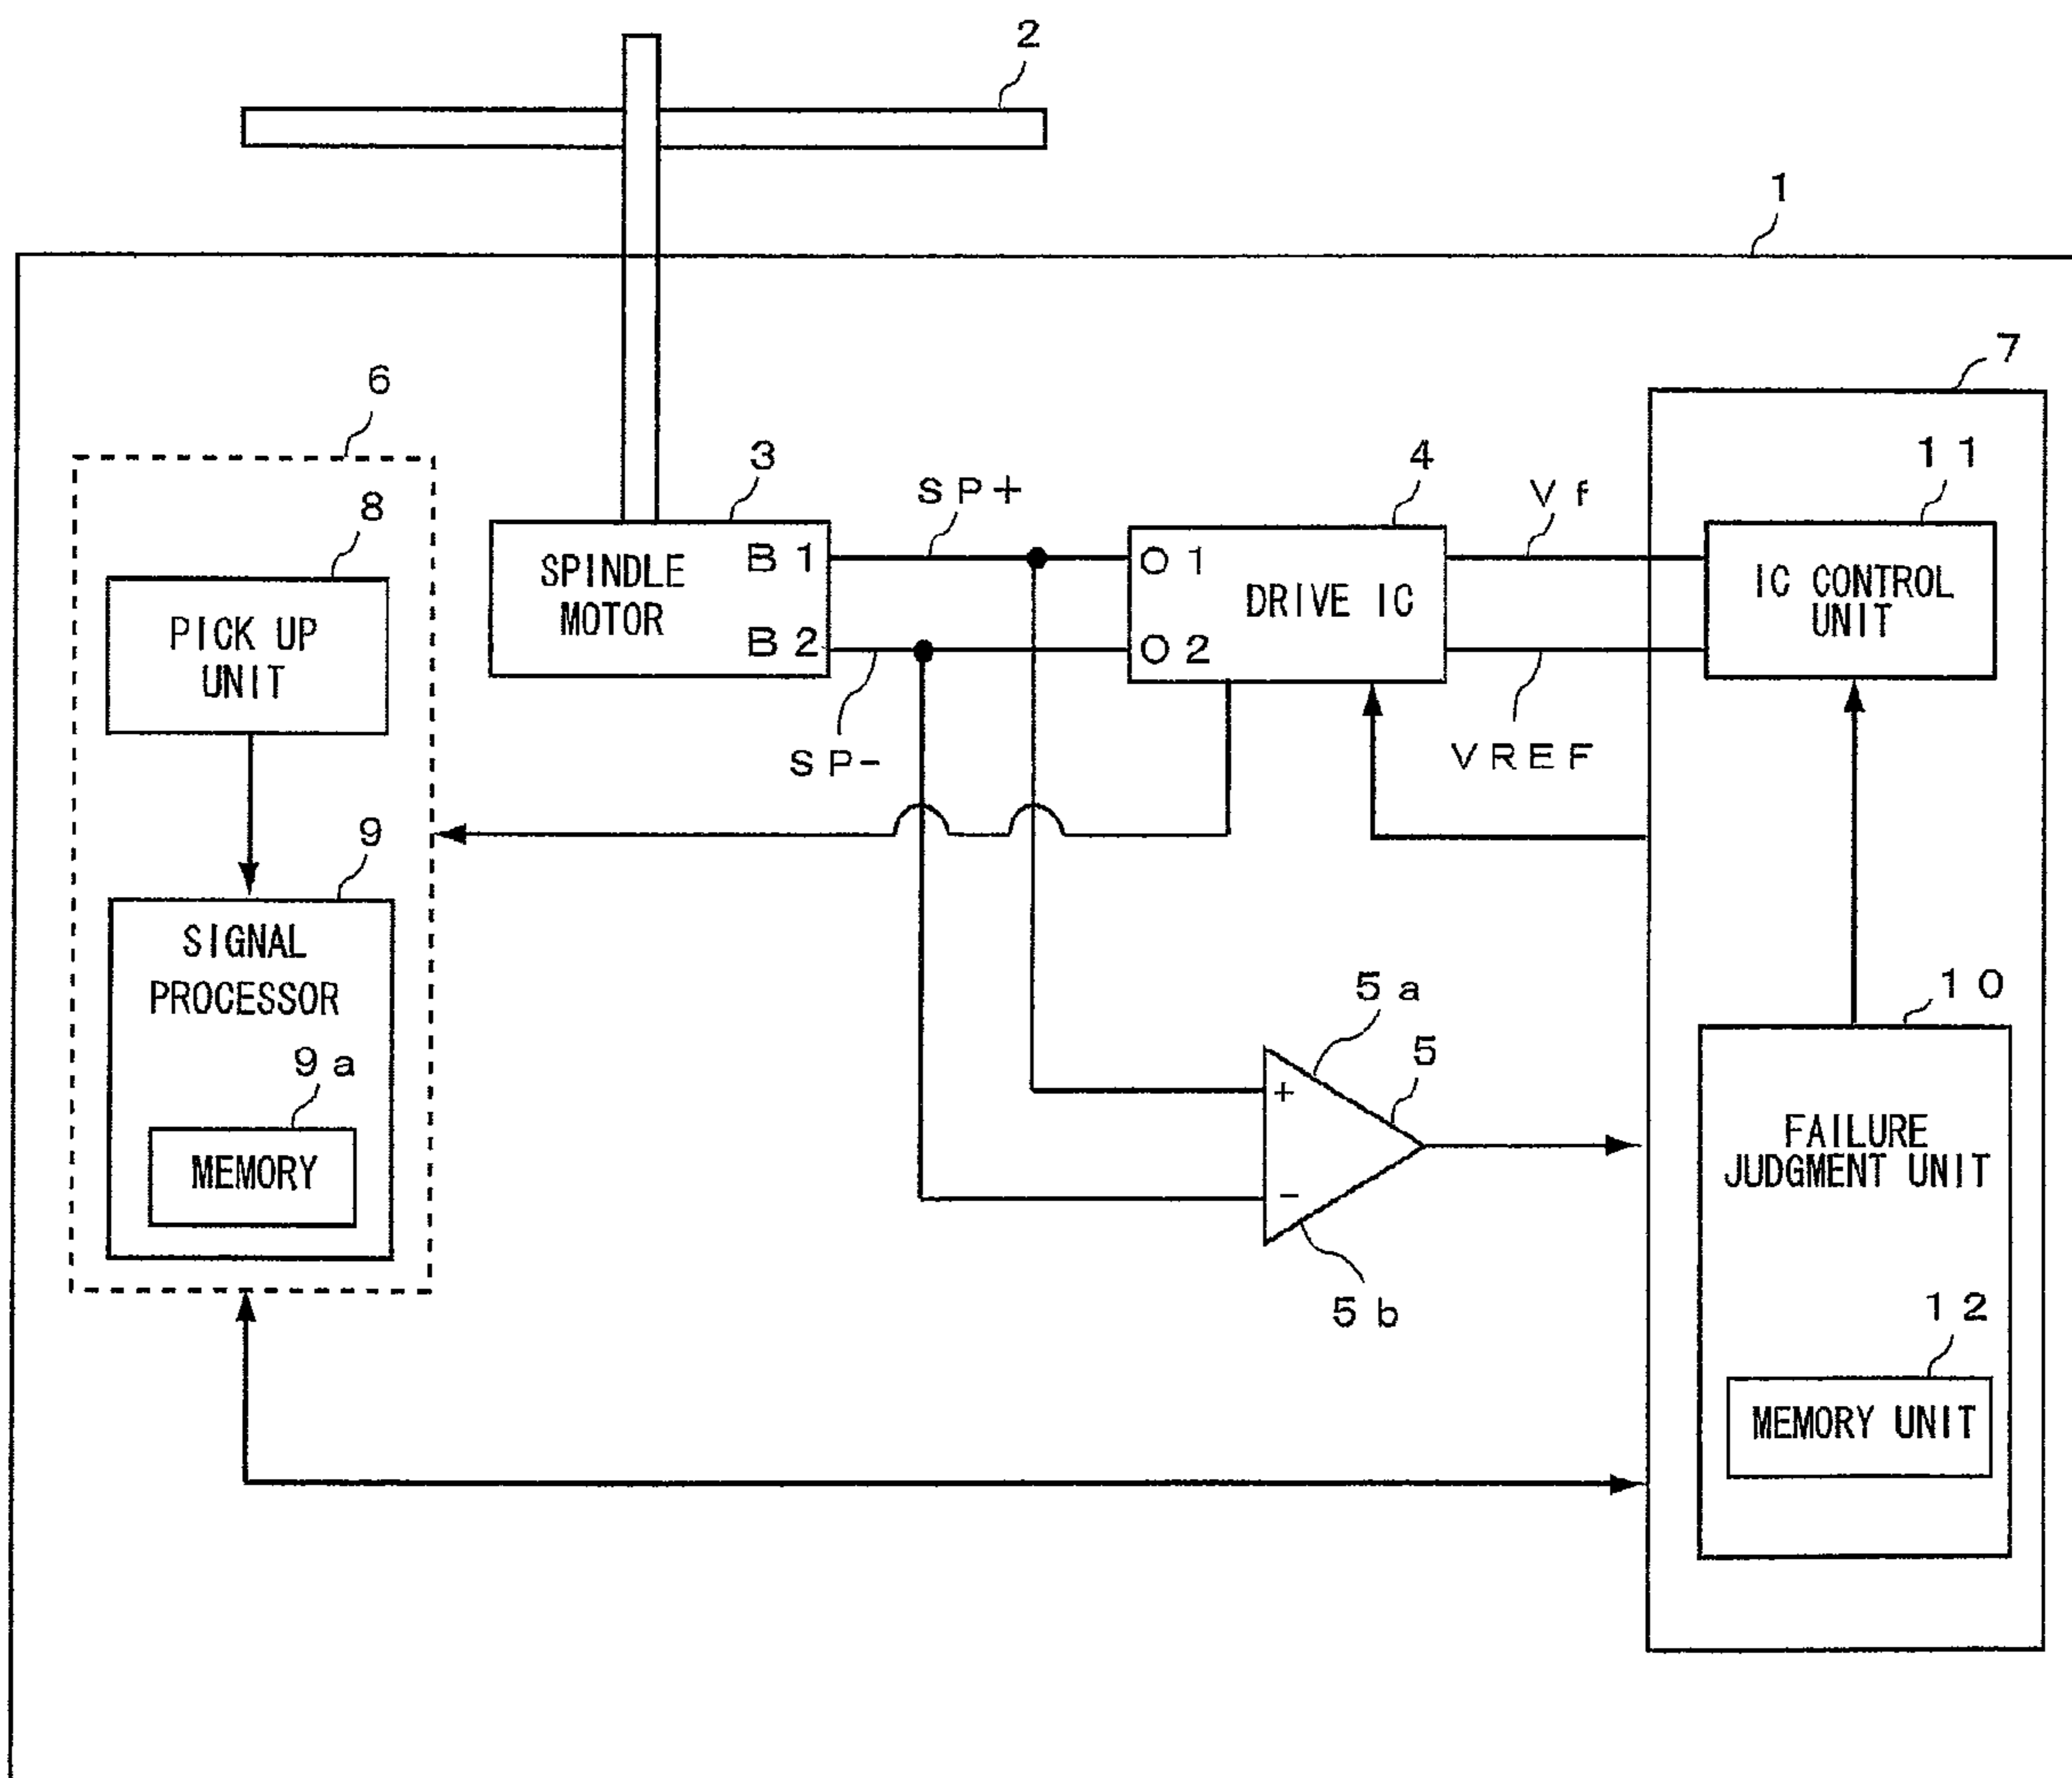 2
1
7
6
3
SP+
4
Vf
11
8
SPINDLE
MOTOR
B1
B2
O1
O2
DRIVE IC
IC CONTROL
UNIT
PICK UP
UNIT
SP-
VREF
9
SIGNAL
PROCESSOR
9a
MEMORY
5a
5
+
-
5b
10
FAILURE
JUDGMENT UNIT
12
MEMORY UNIT